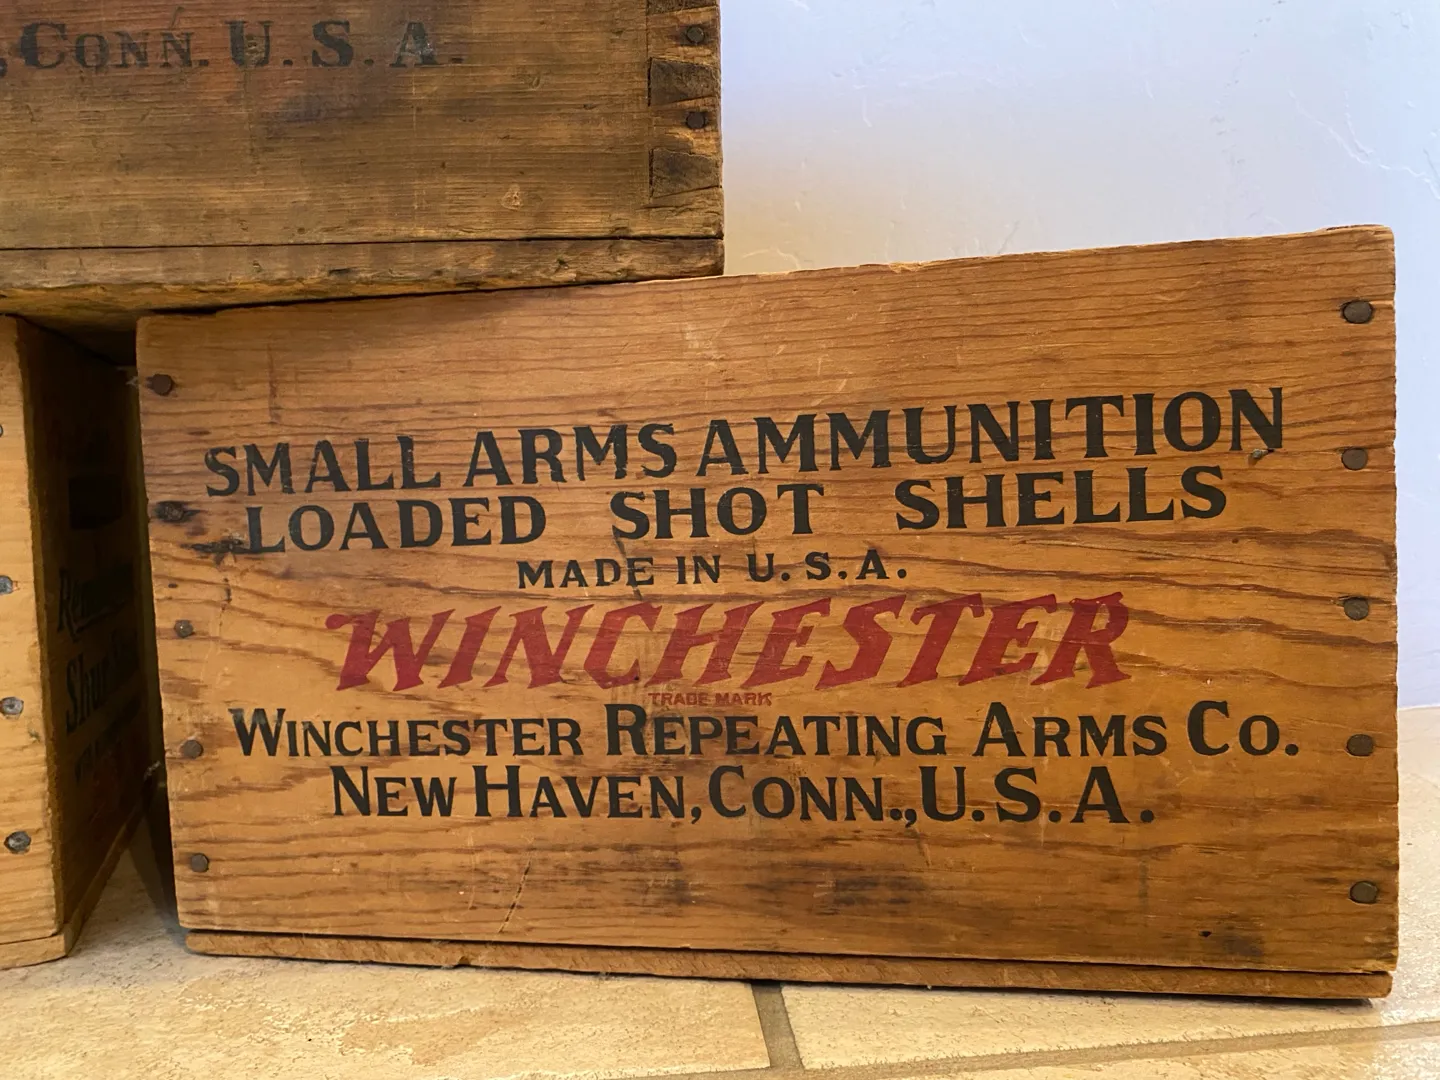 , CONN. U. S. A.
SMALL ARMS AMMUNITION
LOADED SHOT SHELLS
MADE IN U. S. A.
WINCHESTER
TRADE MARK
WINCHESTER REPEATING ARMS CO.
NEW HAVEN, CONN., U. S. A.